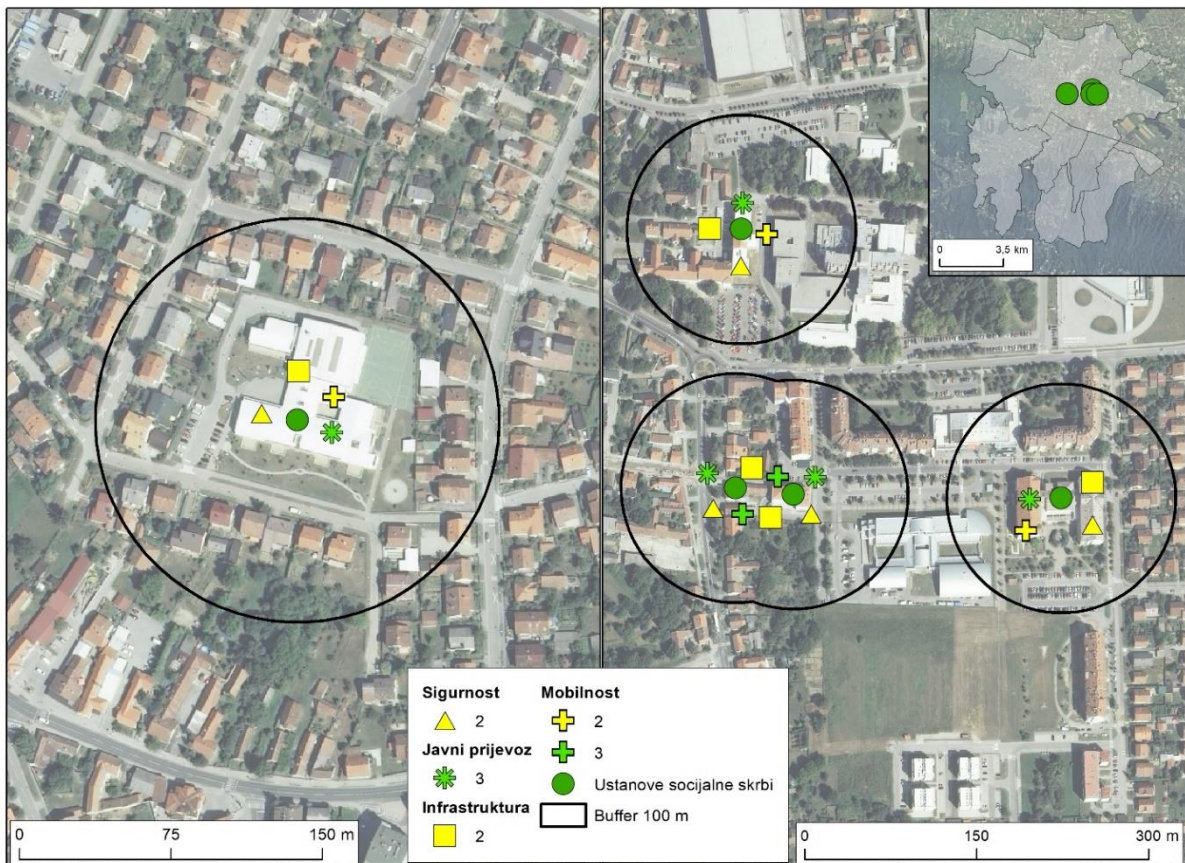 0 3,5 km
Sigurnost
2
Javni prijevoz
3
Infrastruktura
2
Mobilnost
2
3
Ustanove socijalne skrbi
Buffer 100 m
0 75 150 m
0 150 300 m